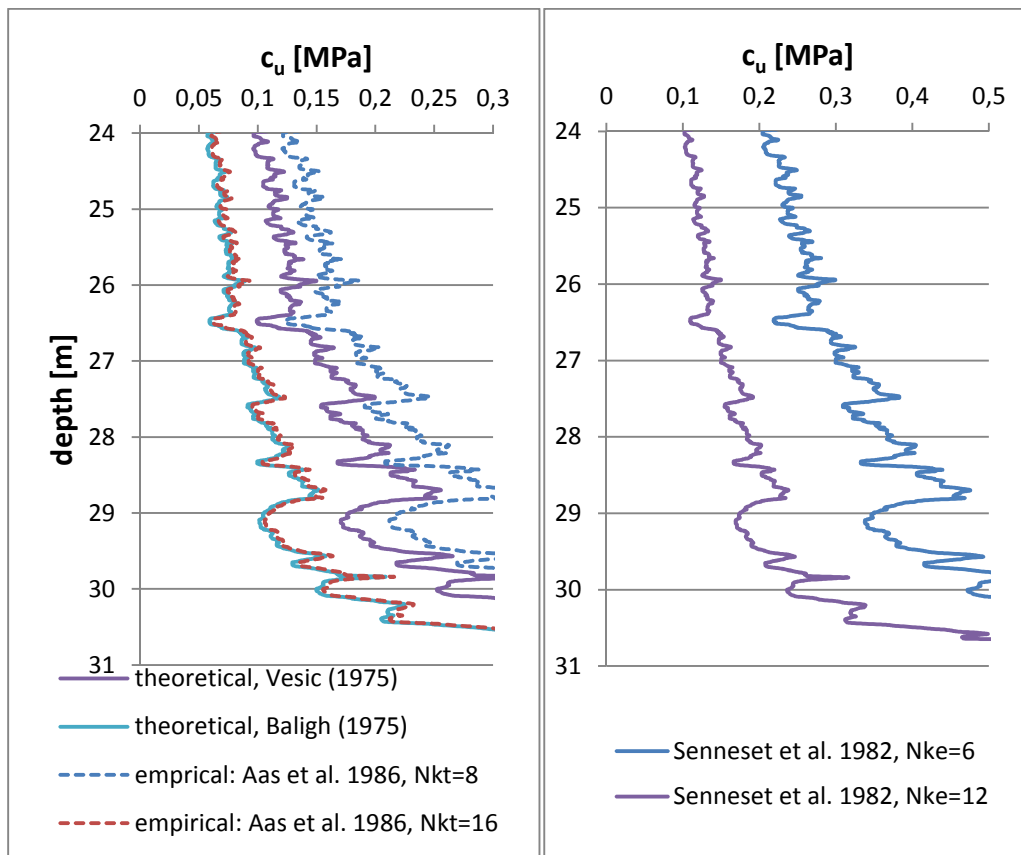 c_u [MPa]
0 0,05 0,1 0,15 0,2 0,25 0,3
24
25
26
27
28
29
30
31
depth [m]
theoretical, Vesic (1975)
theoretical, Baligh (1975)
emprical: Aas et al. 1986, Nkt=8
empirical: Aas et al. 1986, Nkt=16
c_u [MPa]
0 0,1 0,2 0,3 0,4 0,5
24
25
26
27
28
29
30
31
Senneset et al. 1982, Nke=6
Senneset et al. 1982, Nke=12